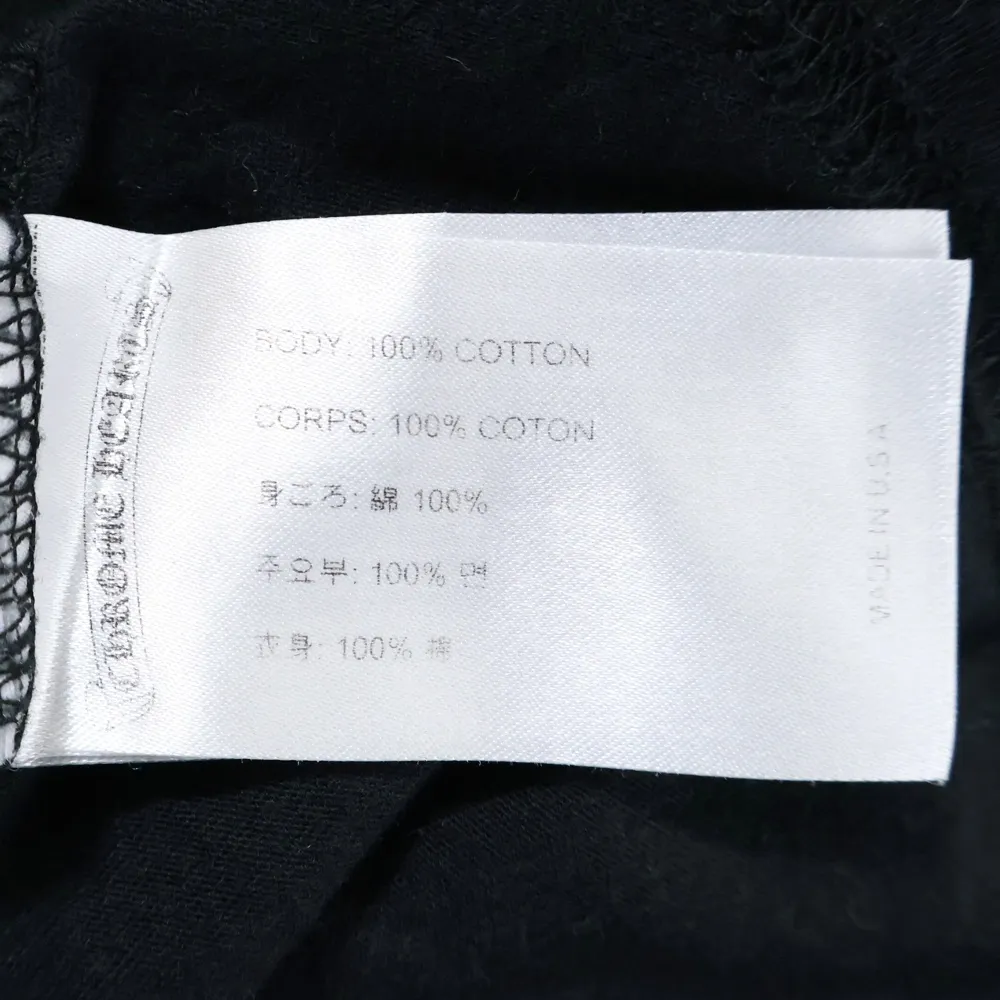 Chrome Hearts
BODY: 100% COTTON
CORPS: 100% COTON
身ごろ: 綿 100%
주요부: 100% 면
衣身: 100% 棉
MADE IN U.S.A